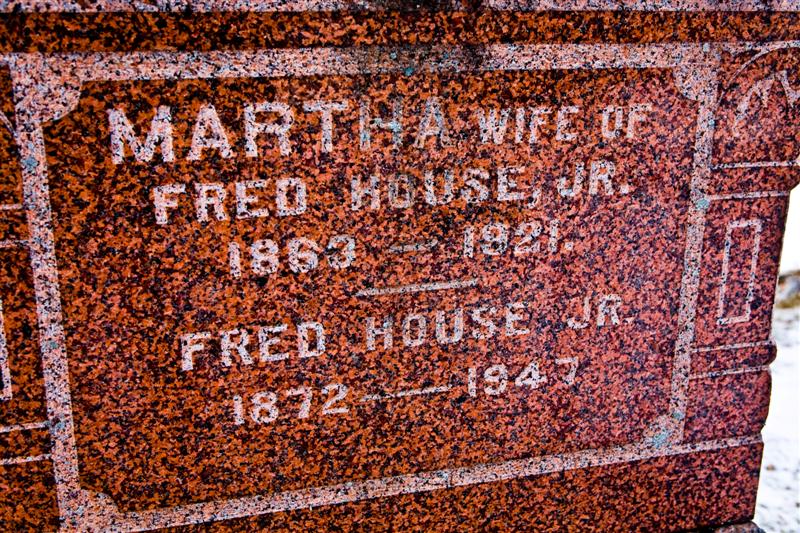 MARTHA WIFE OF
FRED HOUSE, JR.
1863 — 1921.
FRED HOUSE JR.
1872 — 1947